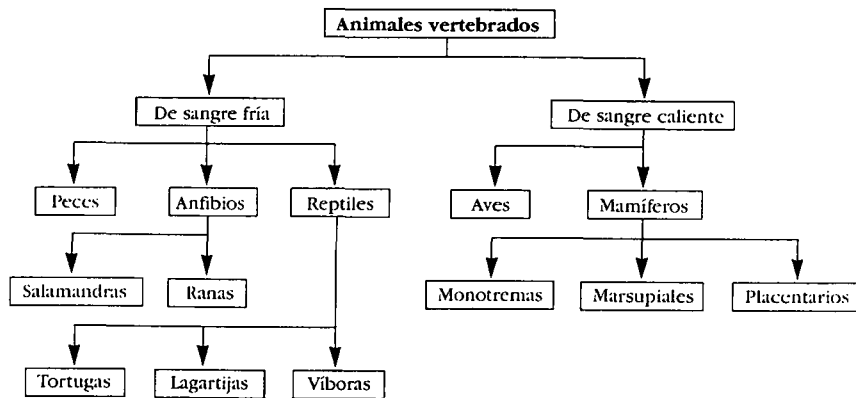 Animales vertebrados
De sangre fría
De sangre caliente
Peces
Anfibios
Reptiles
Aves
Mamíferos
Salamandras
Ranas
Monotremas
Marsupiales
Placentarios
Tortugas
Lagartijas
Víboras